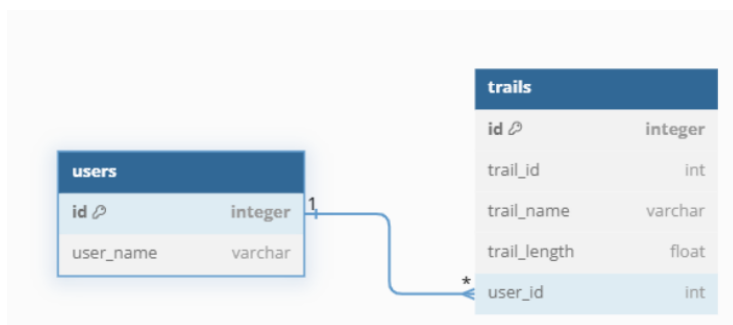 users
id integer
user_name varchar
1
*
trails
id integer
trail_id int
trail_name varchar
trail_length float
user_id int